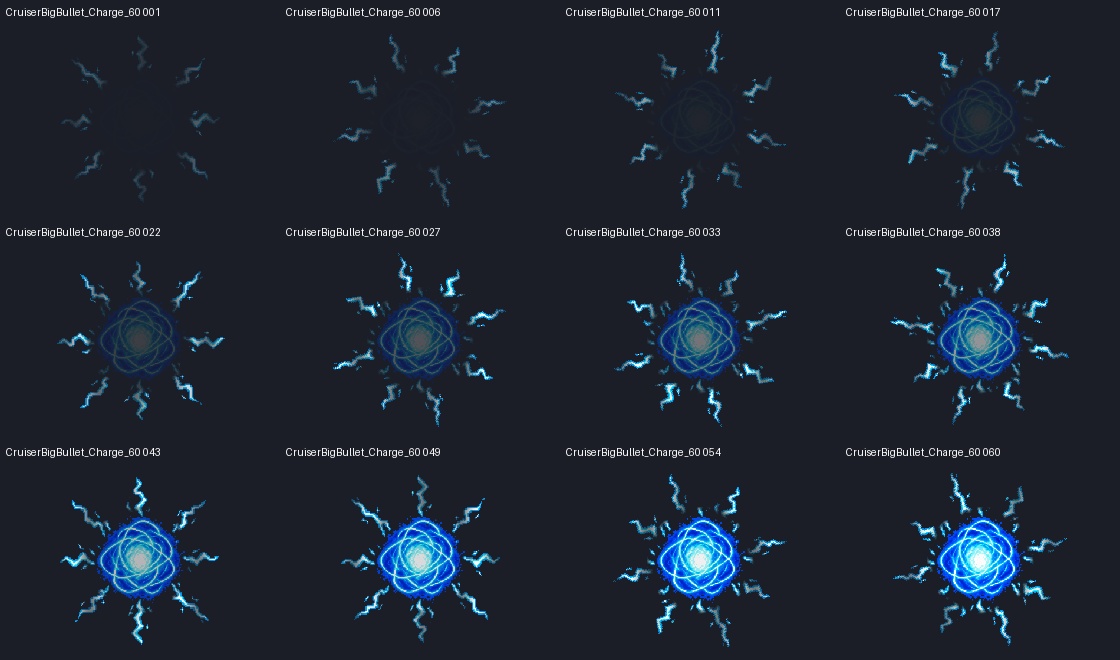 CruiserBigBullet_Charge_60 001
CruiserBigBullet_Charge_60 006
CruiserBigBullet_Charge_60 011
CruiserBigBullet_Charge_60 017
CruiserBigBullet_Charge_60 022
CruiserBigBullet_Charge_60 027
CruiserBigBullet_Charge_60 033
CruiserBigBullet_Charge_60 038
CruiserBigBullet_Charge_60 043
CruiserBigBullet_Charge_60 049
CruiserBigBullet_Charge_60 054
CruiserBigBullet_Charge_60 060